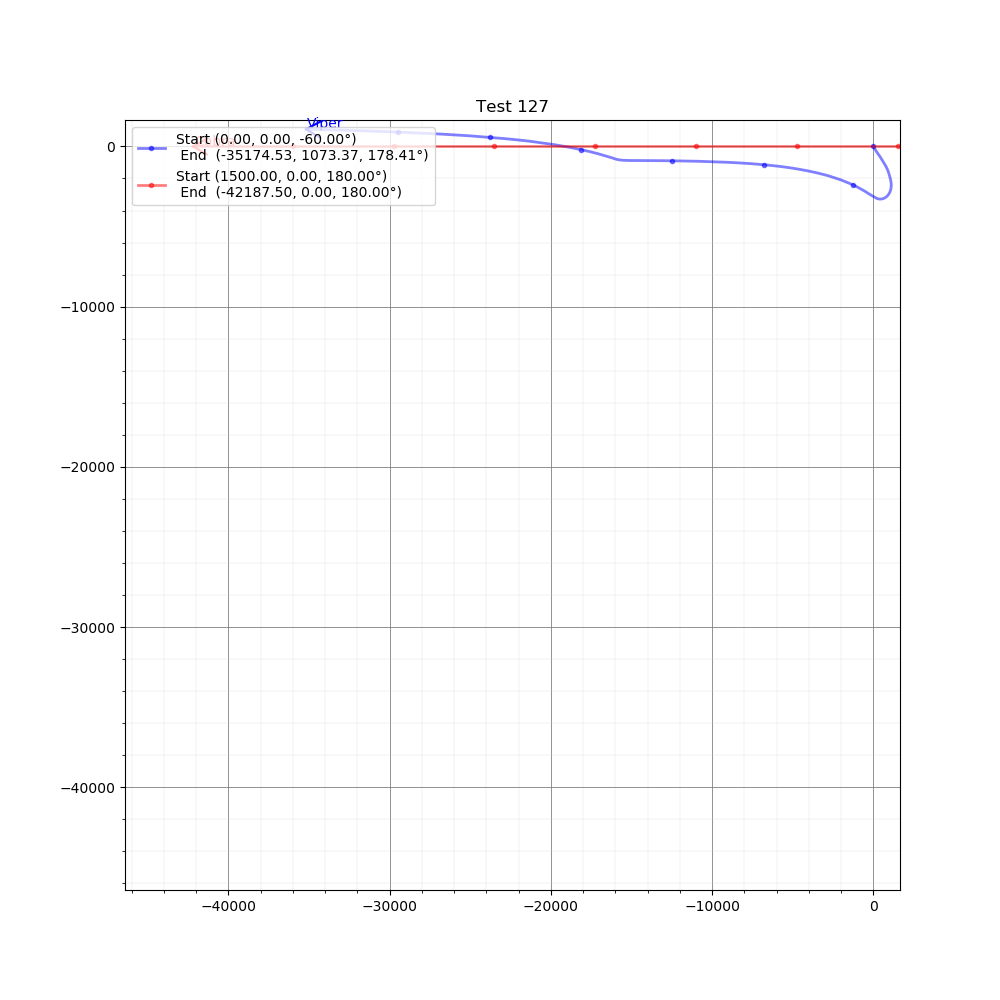 Test 127
Viper
Start (0.00, 0.00, -60.00°)
End (-35174.53, 1073.37, 178.41°)
Start (1500.00, 0.00, 180.00°)
End (-42187.50, 0.00, 180.00°)
0
−10000
−20000
−30000
−40000
−40000
−30000
−20000
−10000
0